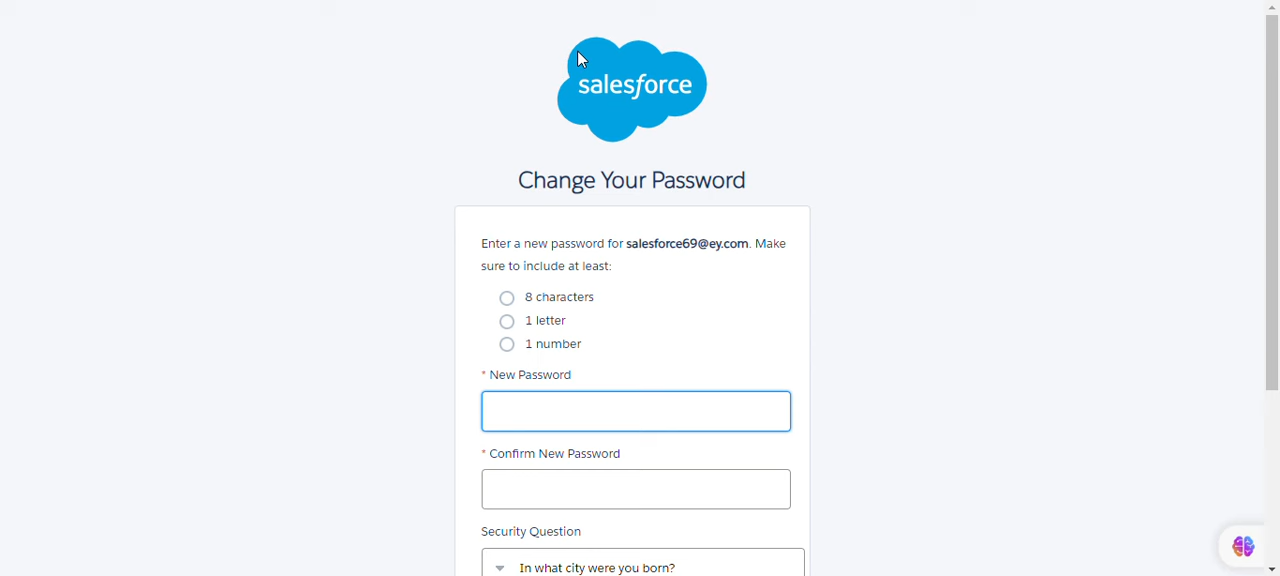 salesforce
Change Your Password
Enter a new password for salesforce69@ey.com. Make
sure to include at least:
8 characters
1 letter
1 number
* New Password
* Confirm New Password
Security Question
In what city were you born?